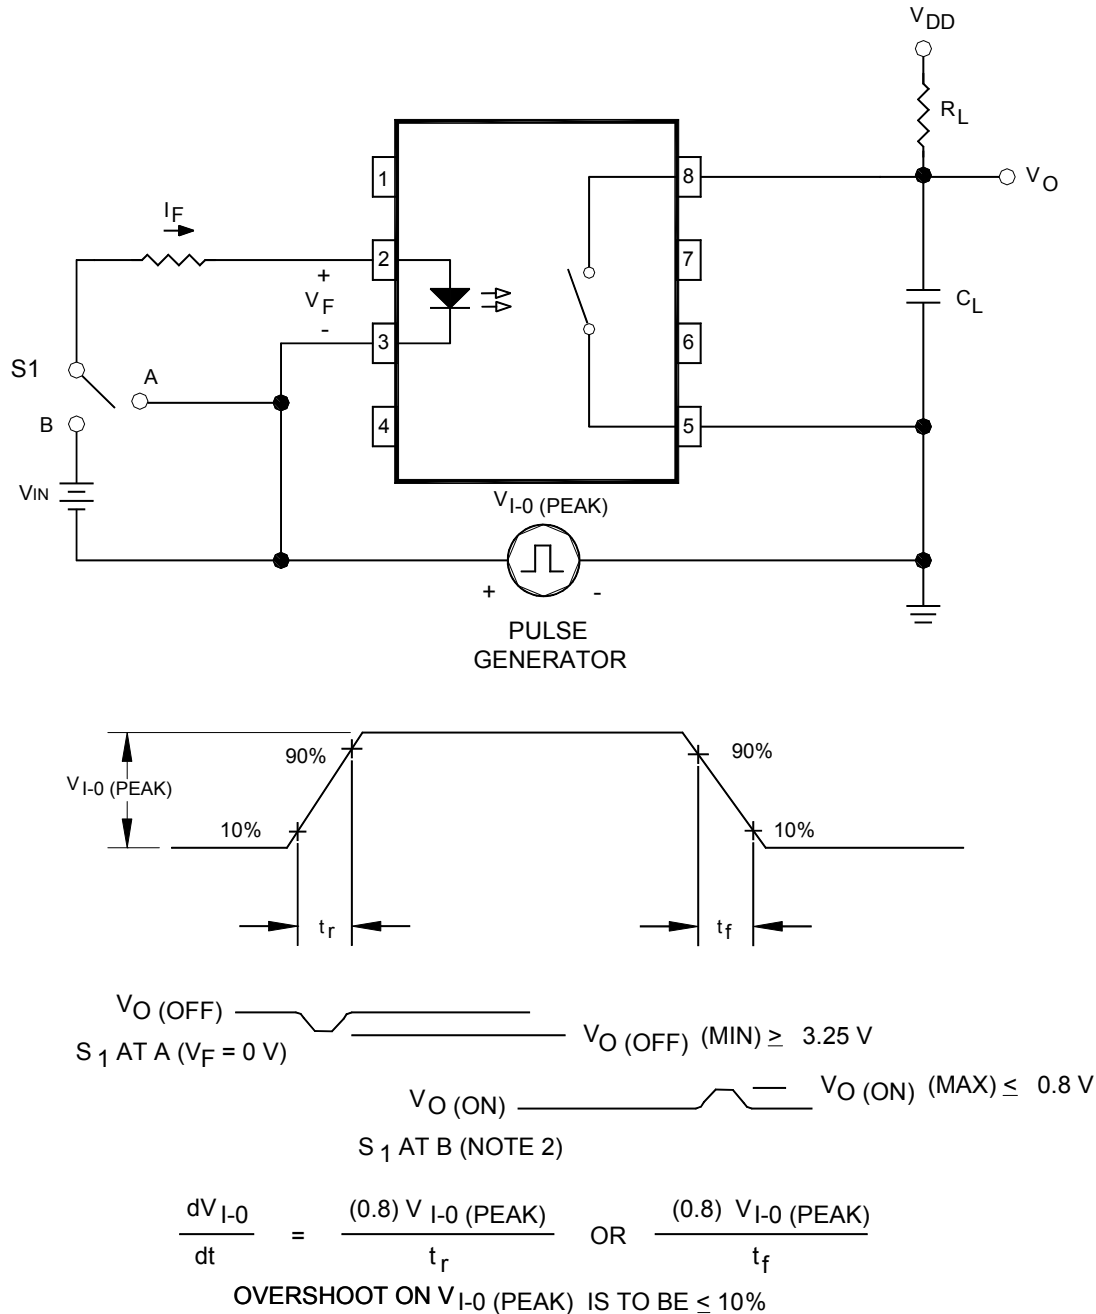 VDD
RL
1
8
VO
IF
2
7
+
VF
-
CL
3
6
S1
A
B
4
5
VIN
VI-0 (PEAK)
+ -
PULSE
GENERATOR
90% 90%
VI-0 (PEAK)
10% 10%
tr tf
VO (OFF)
VO (OFF) (MIN) ≥ 3.25 V
S1 AT A (VF = 0 V)
VO (ON) (MAX) ≤ 0.8 V
VO (ON)
S1 AT B (NOTE 2)
dVI-0 (0.8) VI-0 (PEAK) (0.8) VI-0 (PEAK)
= OR
dt tr tf
OVERSHOOT ON VI-0 (PEAK) IS TO BE ≤ 10%